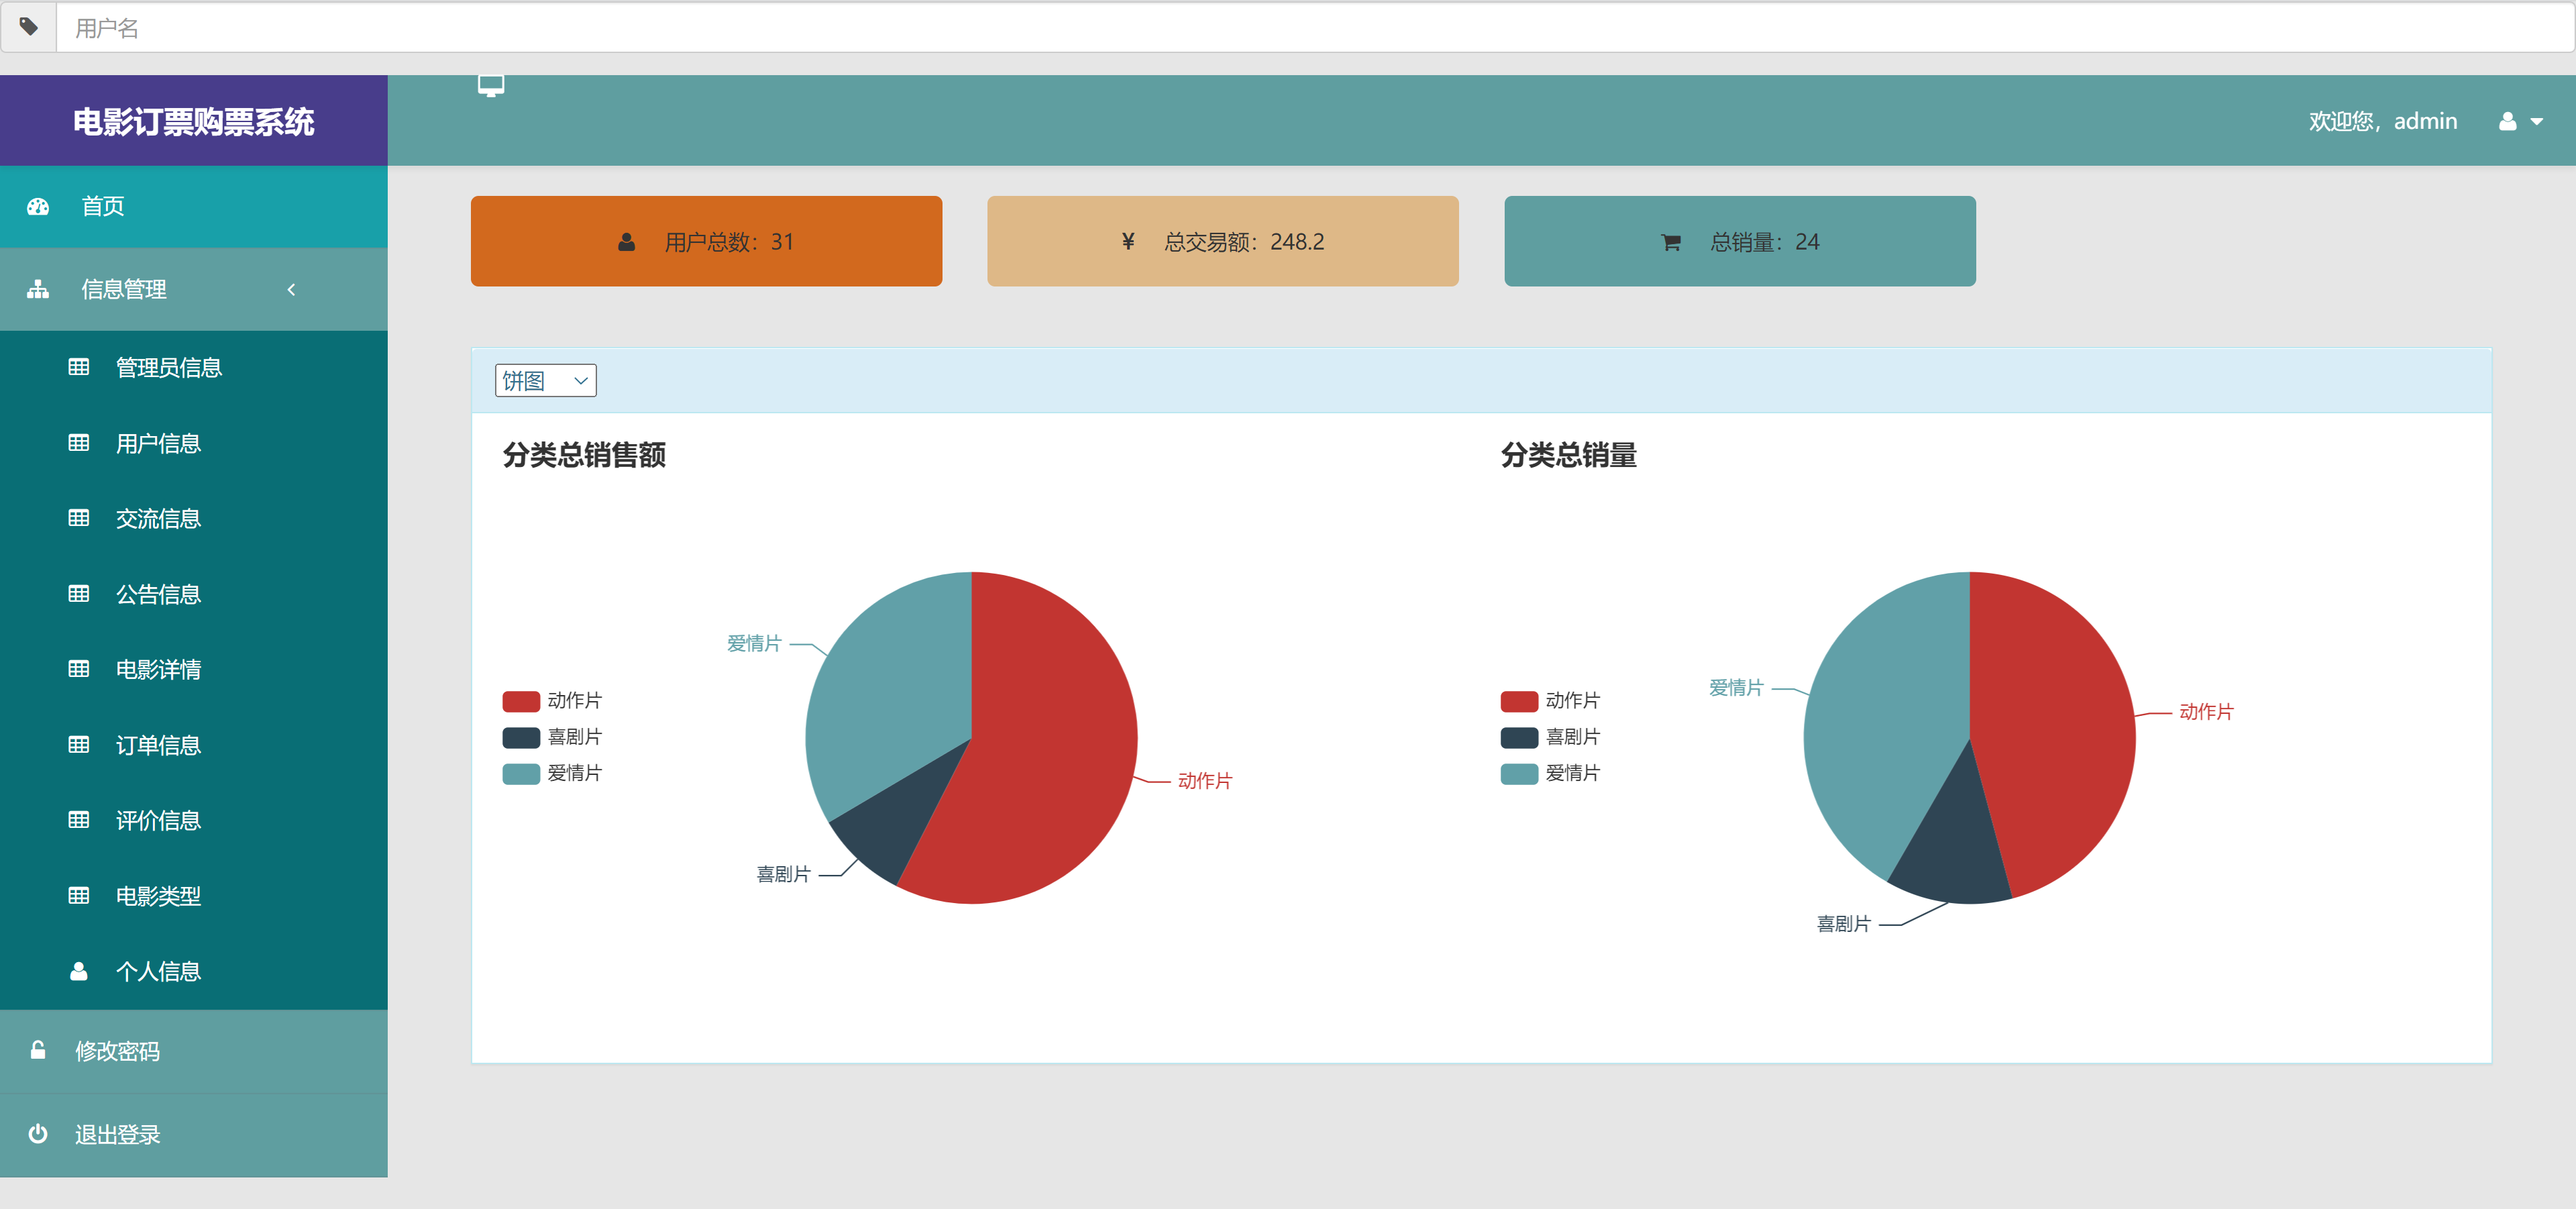 用户名
电影订票购票系统
欢迎您，admin
首页
信息管理
管理员信息
用户信息
交流信息
公告信息
电影详情
订单信息
评价信息
电影类型
个人信息
修改密码
退出登录
用户总数：31
¥ 总交易额：248.2
总销量：24
饼图
分类总销售额
动作片
喜剧片
爱情片
爱情片
动作片
喜剧片
分类总销量
动作片
喜剧片
爱情片
爱情片
动作片
喜剧片